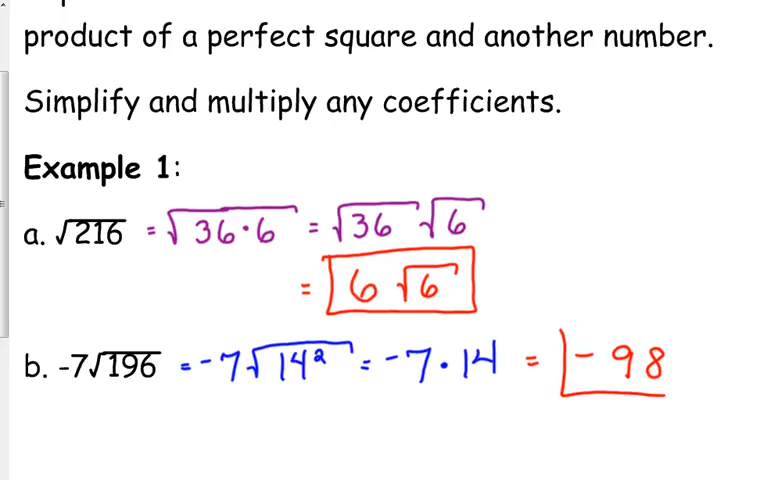 product of a perfect square and another number.
Simplify and multiply any coefficients.
Example 1:
a. √216 = √36·6 = √36 √6
= 6 √6
b. -7√196 = -7√14² = -7·14 = -98